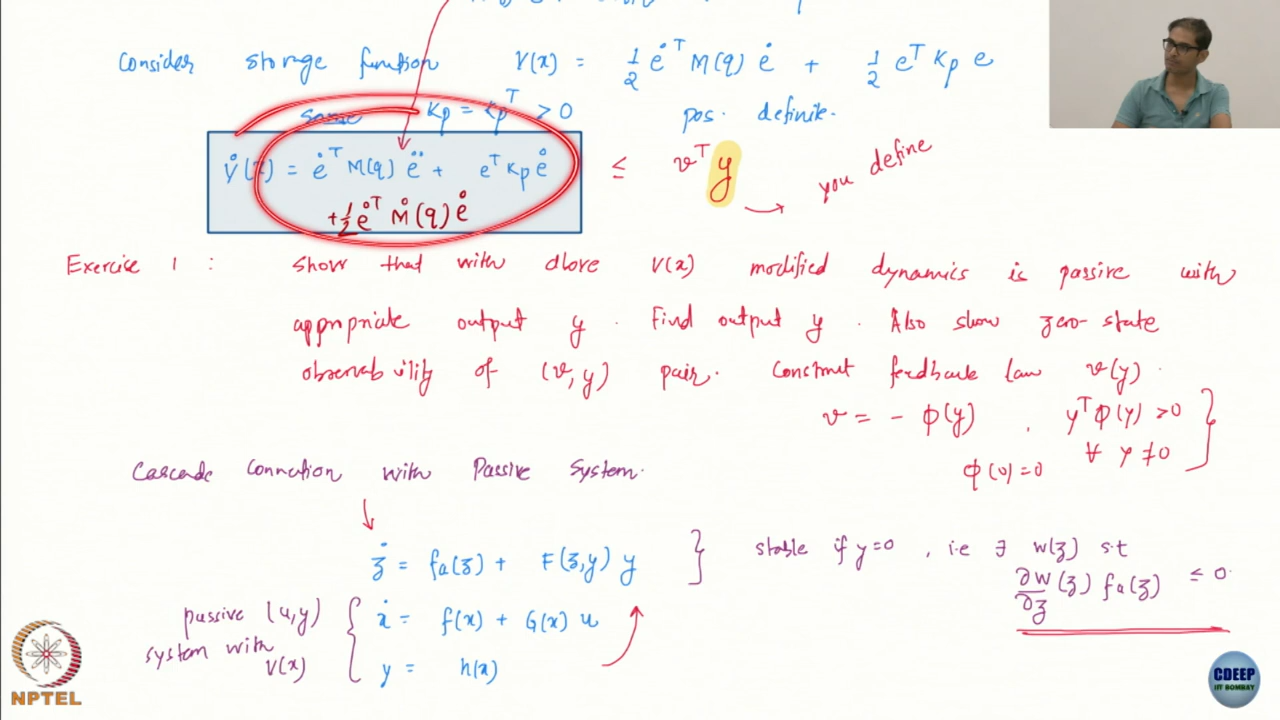 Consider storage function V(x) = ½ ėᵀ M(q) ė + ½ eᵀ Kp e
same Kp = Kpᵀ > 0 pos. definite.
V̇(x) = ėᵀ M(q) ë + eᵀ Kp ė ≤ vᵀ y → you define
+½ ėᵀ Ṁ(q) ė
Exercise 1 : show that with above V(x) modified dynamics is passive with
appropriate output y . Find output y . Also show zero-state
observability of (v,y) pair. Construct feedback law v(y).
v = - φ(y) , yᵀφ(y) >0
φ(0)=0 ∀ y ≠0
Cascade Connection with Passive System.
ż = fa(z) + F(z,y) y } stable if y=0 , i.e ∃ W(z) s.t
∂W/∂z (z) fa(z) ≤ 0
passive (u,y) ẋ = f(x) + G(x) u
system with
V(x) y = h(x)
NPTEL
CDEEP
IIT BOMBAY